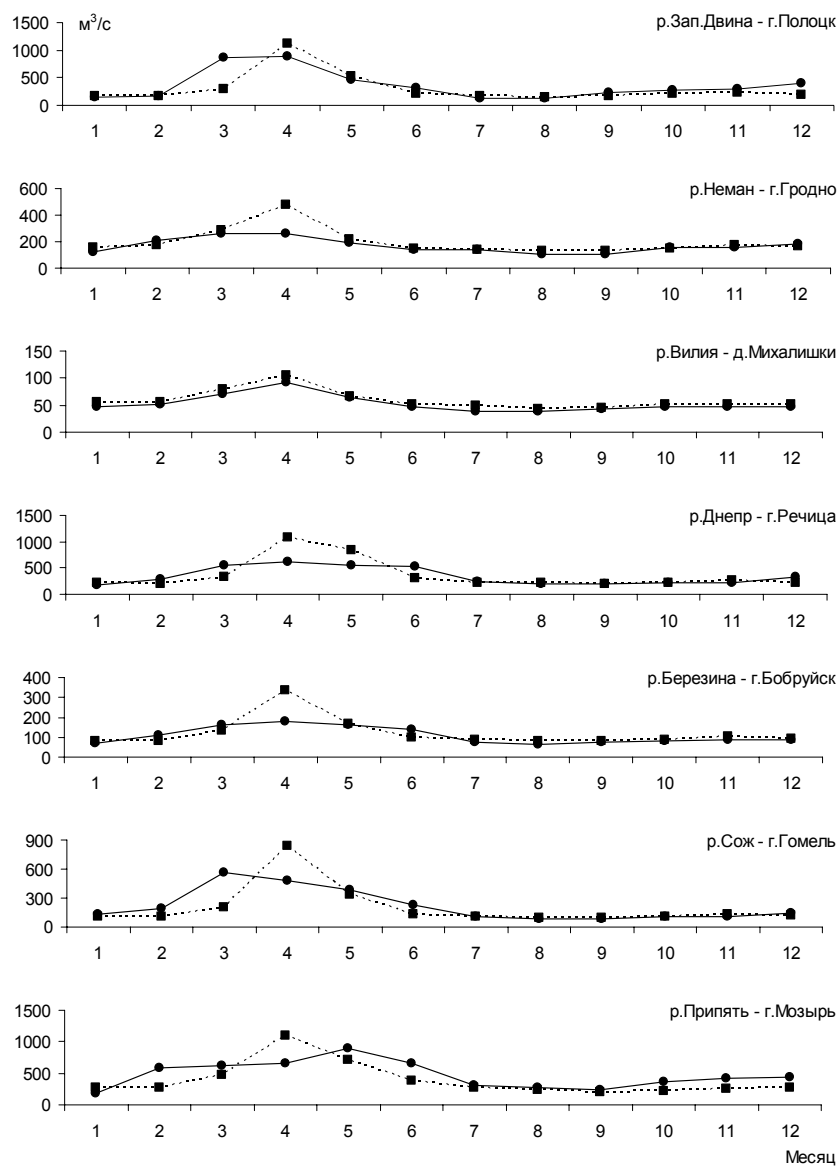 м³/с
р.Зап.Двина - г.Полоцк
1500
1000
500
0
1 2 3 4 5 6 7 8 9 10 11 12
р.Неман - г.Гродно
600
400
200
0
1 2 3 4 5 6 7 8 9 10 11 12
р.Вилия - д.Михалишки
150
100
50
0
1 2 3 4 5 6 7 8 9 10 11 12
р.Днепр - г.Речица
1500
1000
500
0
1 2 3 4 5 6 7 8 9 10 11 12
р.Березина - г.Бобруйск
400
300
200
100
0
1 2 3 4 5 6 7 8 9 10 11 12
р.Сож - г.Гомель
900
600
300
0
1 2 3 4 5 6 7 8 9 10 11 12
р.Припять - г.Мозырь
1500
1000
500
0
1 2 3 4 5 6 7 8 9 10 11 12
Месяц